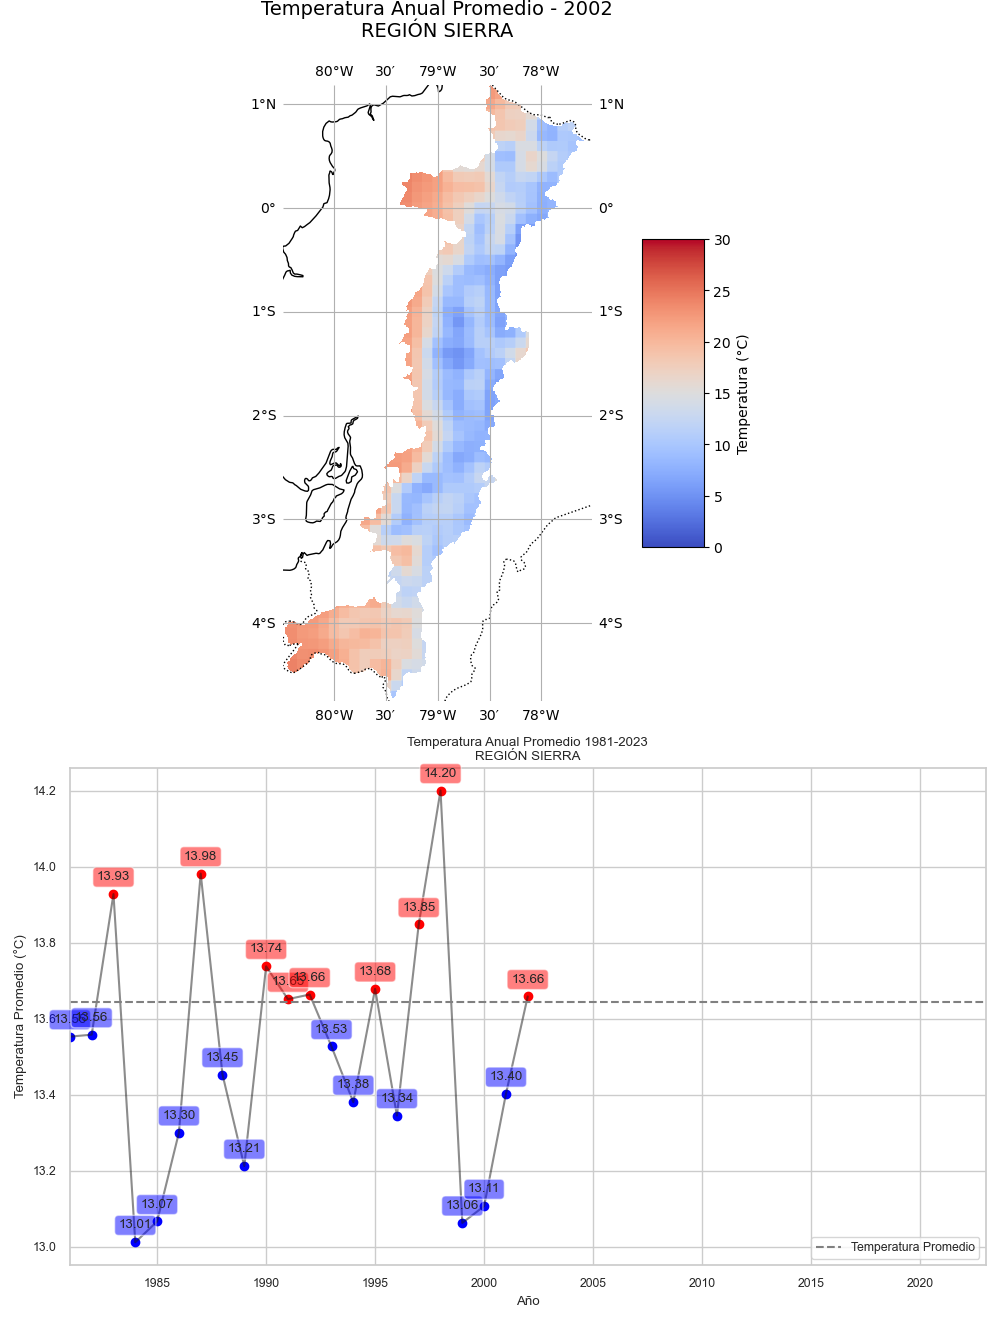 Temperatura Anual Promedio - 2002
REGIÓN SIERRA
80°W 30′ 79°W 30′ 78°W
1°N 1°N
0° 0°
1°S 1°S
2°S 2°S
3°S 3°S
4°S 4°S
80°W 30′ 79°W 30′ 78°W
30
25
20
15
10
5
0
Temperatura (°C)
Temperatura Anual Promedio 1981-2023
REGIÓN SIERRA
14.2
14.0
13.8
13.6
13.4
13.2
13.0
Temperatura Promedio (°C)
13.56
13.93
13.01
13.07
13.30
13.98
13.45
13.21
13.74
13.65
13.66
13.53
13.38
13.68
13.34
13.85
14.20
13.06
13.11
13.40
13.66
Temperatura Promedio
1985 1990 1995 2000 2005 2010 2015 2020
Año